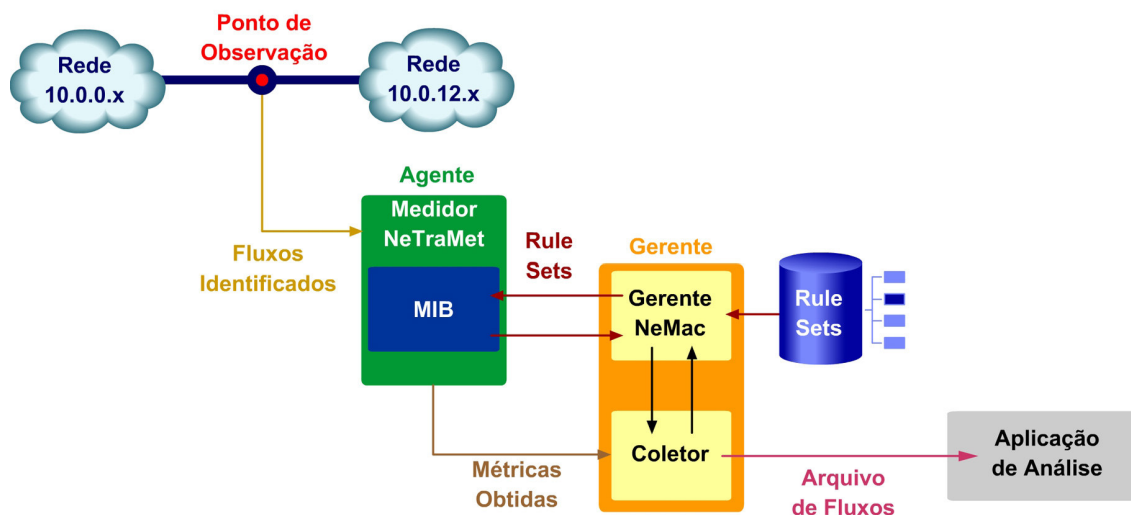 Ponto de
Observação
Rede
10.0.0.x
Rede
10.0.12.x
Agente
Medidor
NeTraMet
MIB
Fluxos
Identificados
Rule
Sets
Gerente
Gerente
NeMac
Rule
Sets
Coletor
Métricas
Obtidas
Arquivo
de Fluxos
Aplicação
de Análise